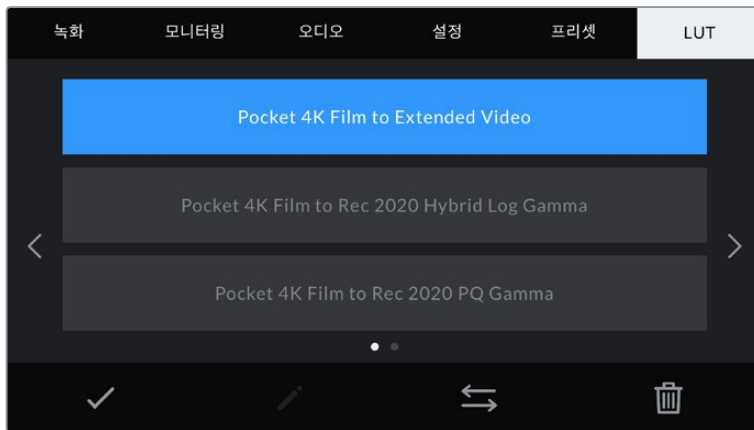 녹화 모니터링 오디오 설정 프리셋 LUT
Pocket 4K Film to Extended Video
Pocket 4K Film to Rec 2020 Hybrid Log Gamma
Pocket 4K Film to Rec 2020 PQ Gamma